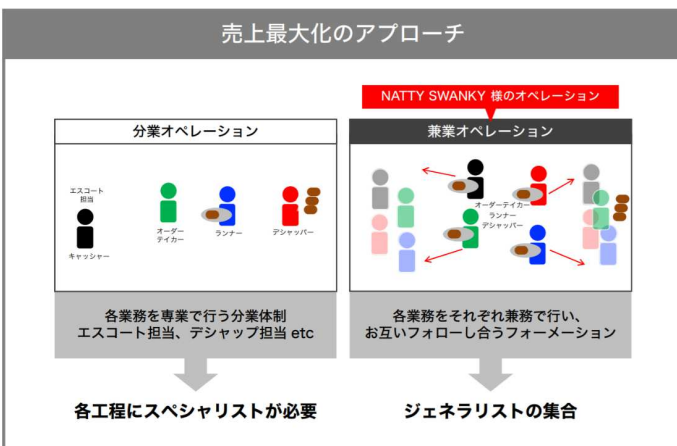 売上最大化のアプローチ
NATTY SWANKY 様のオペレーション
分業オペレーション
兼業オペレーション
エスコート
担当
キャッシャー
オーダー
テイカー
ランナー
デシャッパー
オーダーテイカー
ランナー
デシャッパー
各業務を専業で行う分業体制
エスコート担当、デシャップ担当 etc
各業務をそれぞれ兼務で行い、
お互いフォローし合うフォーメーション
各工程にスペシャリストが必要
ジェネラリストの集合